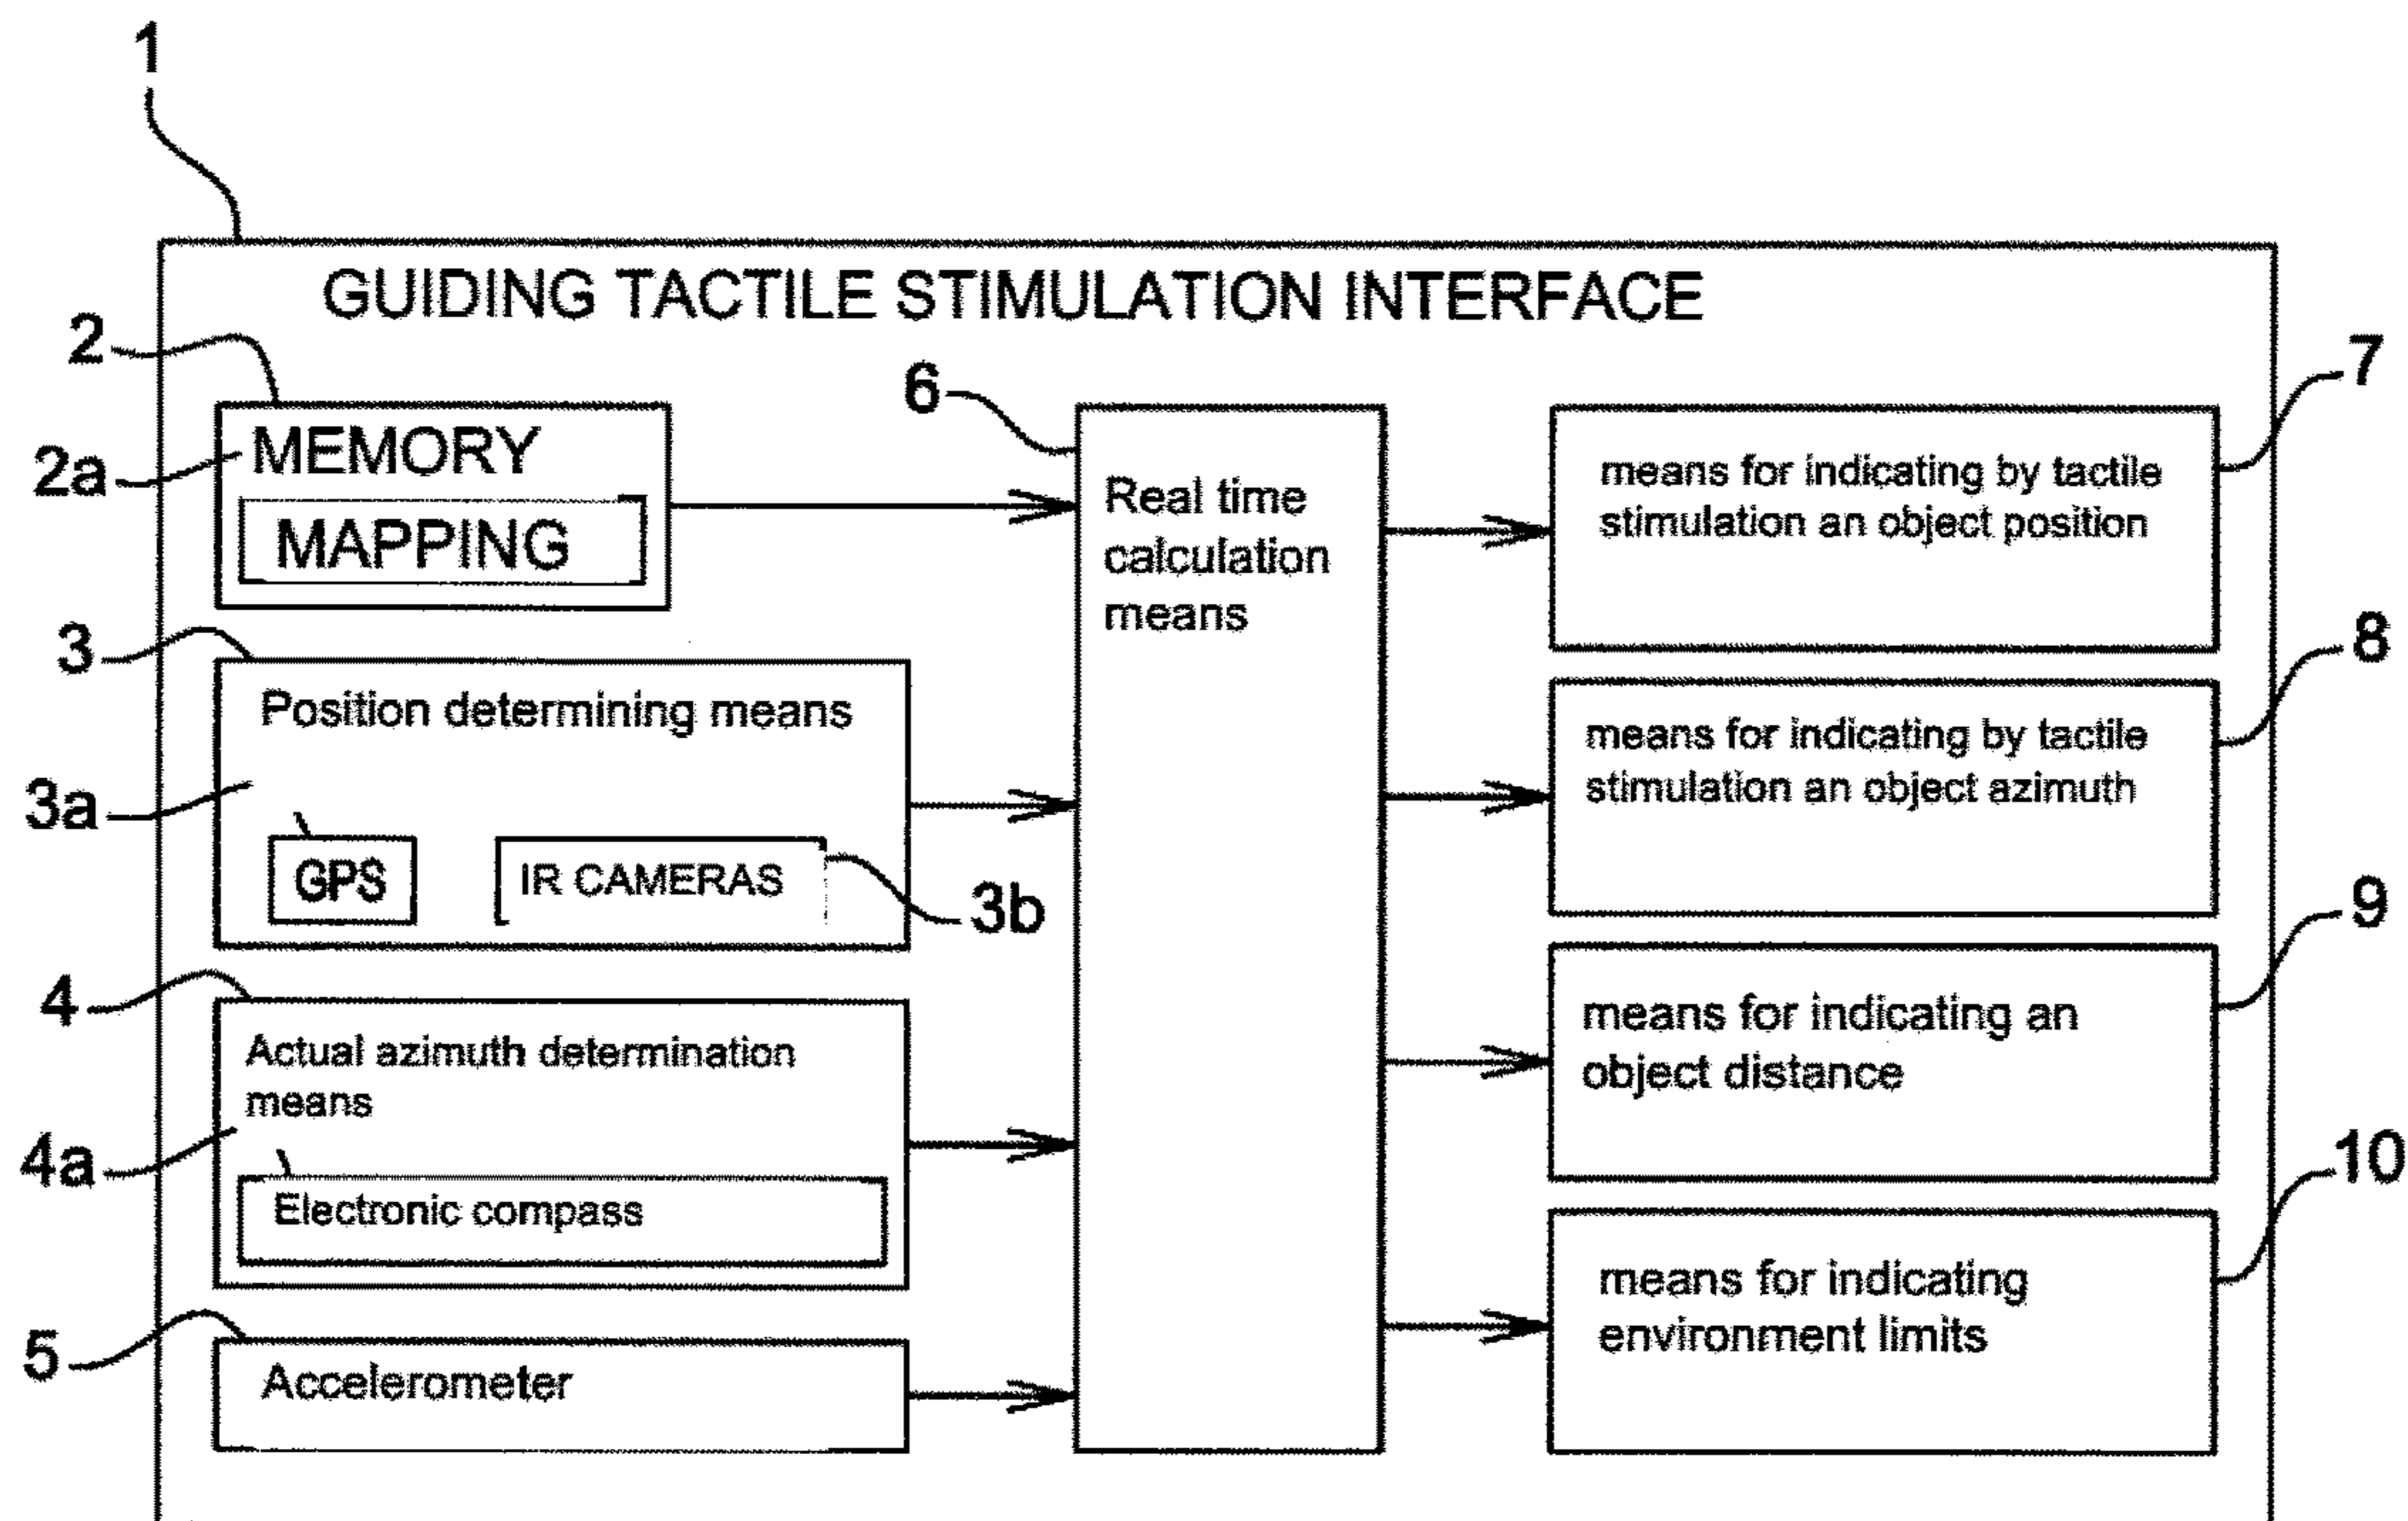 1
GUIDING TACTILE STIMULATION INTERFACE
2
2a
MEMORY
MAPPING
3
Position determining means
3a
GPS
IR CAMERAS
3b
4
Actual azimuth determination
means
4a
Electronic compass
5
Accelerometer
6
Real time
calculation
means
7
means for indicating by tactile
stimulation an object position
8
means for indicating by tactile
stimulation an object azimuth
9
means for indicating an
object distance
10
means for indicating
environment limits